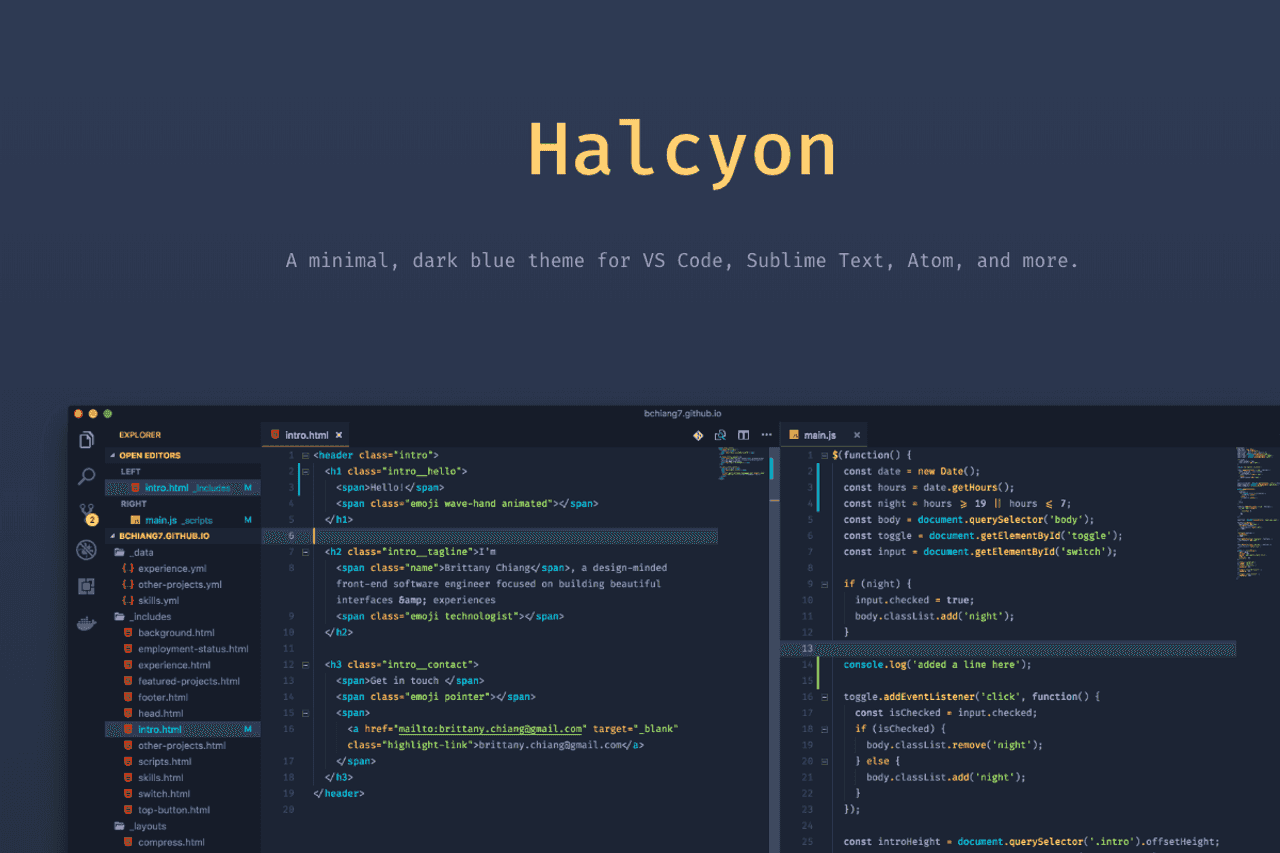 Halcyon
A minimal, dark blue theme for VS Code, Sublime Text, Atom, and more.
bchiang7.github.io
EXPLORER
OPEN EDITORS
LEFT
intro.html _includes M
RIGHT
main.js _scripts M
2
BCHIANG7.GITHUB.IO
_data
experience.yml
other-projects.yml
skills.yml
_includes
background.html
employment-status.html
experience.html
featured-projects.html
footer.html
head.html
intro.html M
other-projects.html
scripts.html
skills.html
switch.html
top-button.html
_layouts
compress.html
intro.html
1 <header class="intro">
2 <h1 class="intro__hello">
3 <span>Hello!</span>
4 <span class="emoji wave-hand animated"></span>
5 </h1>
6
7 <h2 class="intro__tagline">I'm
8 <span class="name">Brittany Chiang</span>, a design-minded
front-end software engineer focused on building beautiful
interfaces &amp; experiences
9 <span class="emoji technologist"></span>
10 </h2>
11
12 <h3 class="intro__contact">
13 <span>Get in touch </span>
14 <span class="emoji pointer"></span>
15 <span>
16 <a href="mailto:brittany.chiang@gmail.com" target="_blank"
class="highlight-link">brittany.chiang@gmail.com</a>
17 </span>
18 </h3>
19 </header>
20
main.js
1 $(function() {
2 const date = new Date();
3 const hours = date.getHours();
4 const night = hours ⩾ 19 || hours ⩽ 7;
5 const body = document.querySelector('body');
6 const toggle = document.getElementById('toggle');
7 const input = document.getElementById('switch');
8
9 if (night) {
10 input.checked = true;
11 body.classList.add('night');
12 }
13
14 console.log('added a line here');
15
16 toggle.addEventListener('click', function() {
17 const isChecked = input.checked;
18 if (isChecked) {
19 body.classList.remove('night');
20 } else {
21 body.classList.add('night');
22 }
23 });
24
25 const introHeight = document.querySelector('.intro').offsetHeight;